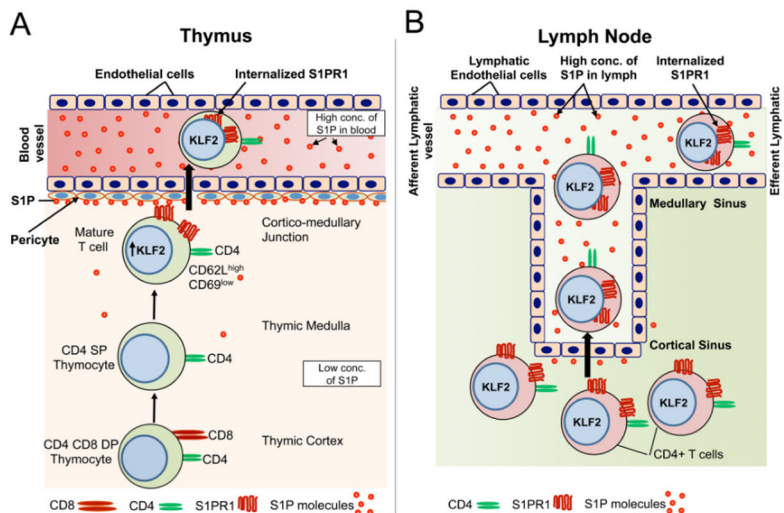 A
Thymus
Endothelial cells
Internalized S1PR1
Blood
vessel
KLF2
High conc. of
S1P in blood
S1P
Pericyte
Mature
T cell
KLF2
CD4
CD62Lhigh
CD69low
Cortico-medullary
Junction
Thymic Medulla
CD4 SP
Thymocyte
CD4
Low conc.
of S1P
CD4 CD8 DP
Thymocyte
CD8
CD4
Thymic Cortex
CD8
CD4
S1PR1
S1P molecules
B
Lymph Node
Lymphatic
Endothelial cells
High conc. of
S1P in lymph
Internalized
S1PR1
Afferent Lymphatic
vessel
KLF2
KLF2
Efferent Lymphatic
Medullary Sinus
KLF2
Cortical Sinus
KLF2
KLF2
KLF2
CD4+ T cells
CD4
S1PR1
S1P molecules